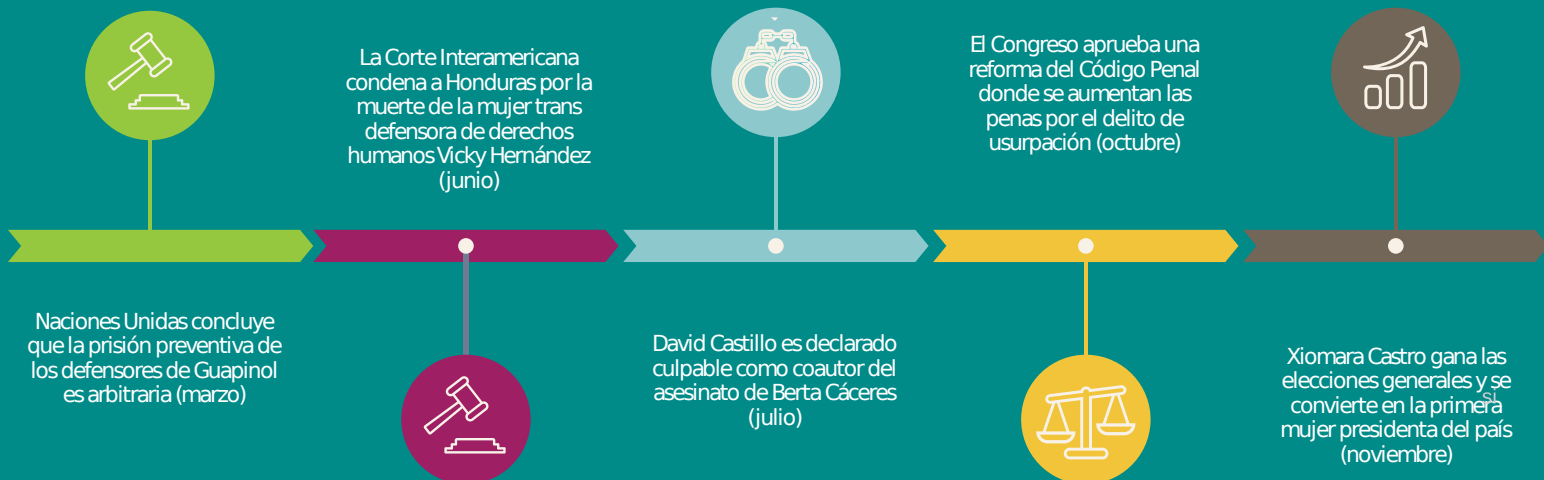 Naciones Unidas concluye
que la prisión preventiva de
los defensores de Guapinol
es arbitraria (marzo)
La Corte Interamericana
condena a Honduras por la
muerte de la mujer trans
defensora de derechos
humanos Vicky Hernández
(junio)
David Castillo es declarado
culpable como coautor del
asesinato de Berta Cáceres
(julio)
El Congreso aprueba una
reforma del Código Penal
donde se aumentan las
penas por el delito de
usurpación (octubre)
Xiomara Castro gana las
elecciones generales y se
convierte en la primera
mujer presidenta del país
(noviembre)